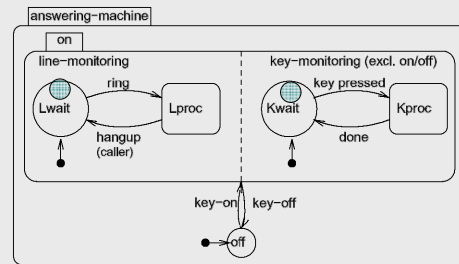 answering-machine
on
line-monitoring
key-monitoring (excl. on/off)
ring
key pressed
Lwait
Lproc
Kwait
Kproc
hangup
(caller)
done
key-on
key-off
off